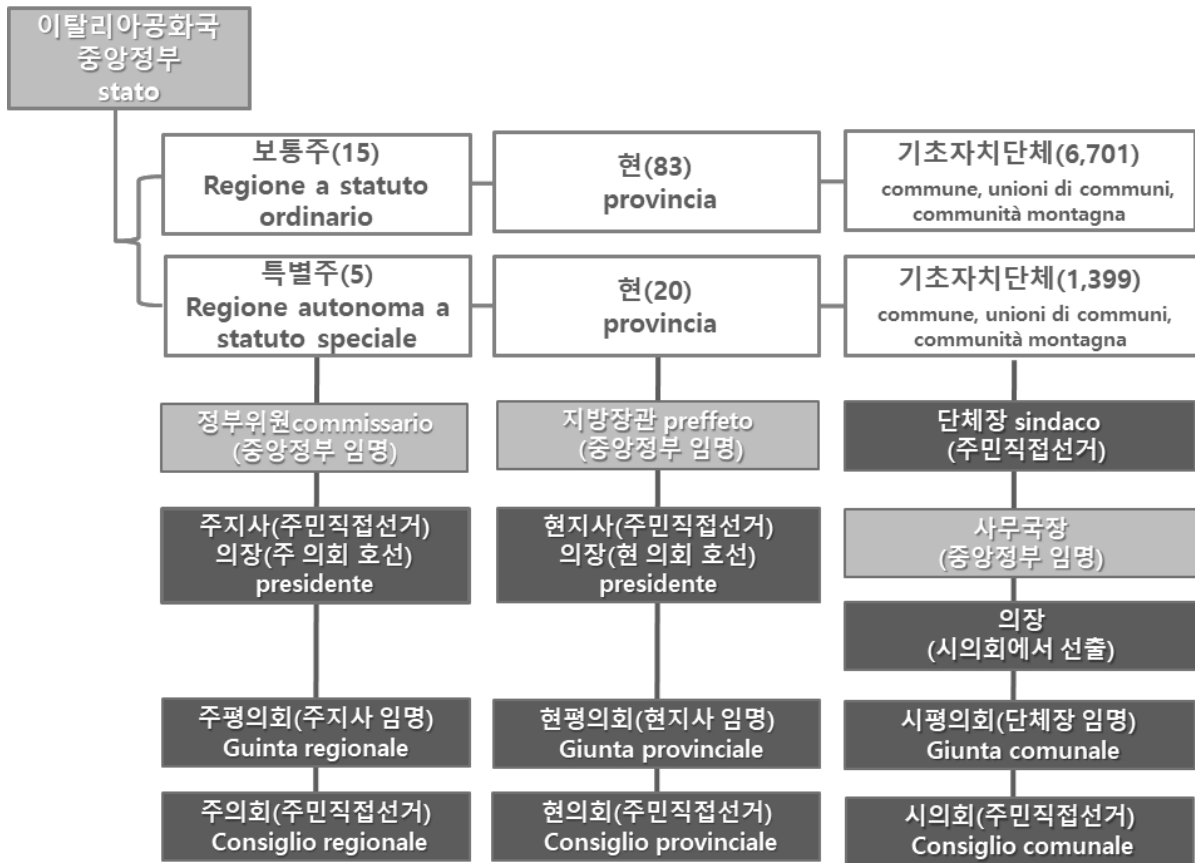 이탈리아공화국
중앙정부
stato
보통주(15)
Regione a statuto
ordinario
현(83)
provincia
기초자치단체(6,701)
commune, unioni di communi,
communità montagna
특별주(5)
Regione autonoma a
statuto speciale
현(20)
provincia
기초자치단체(1,399)
commune, unioni di communi,
communità montagna
정부위원commissario
(중앙정부 임명)
지방장관 preffeto
(중앙정부 임명)
단체장 sindaco
(주민직접선거)
주지사(주민직접선거)
의장(주 의회 호선)
presidente
현지사(주민직접선거)
의장(현 의회 호선)
presidente
사무국장
(중앙정부 임명)
의장
(시의회에서 선출)
주평의회(주지사 임명)
Guinta regionale
현평의회(현지사 임명)
Giunta provinciale
시평의회(단체장 임명)
Giunta comunale
주의회(주민직접선거)
Consiglio regionale
현의회(주민직접선거)
Consiglio provinciale
시의회(주민직접선거)
Consiglio comunale